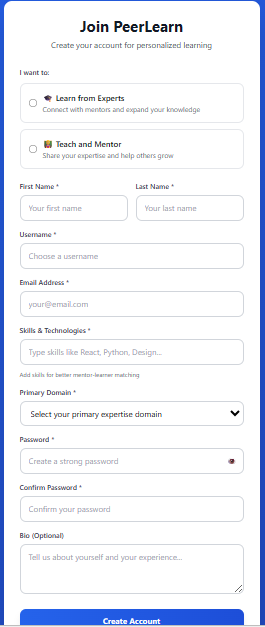 Join PeerLearn
Create your account for personalized learning
I want to:
Learn from Experts
Connect with mentors and expand your knowledge
Teach and Mentor
Share your expertise and help others grow
First Name * Last Name *
Your first name Your last name
Username *
Choose a username
Email Address *
your@email.com
Skills & Technologies *
Type skills like React, Python, Design...
Add skills for better mentor-learner matching
Primary Domain *
Select your primary expertise domain
Password *
Create a strong password
Confirm Password *
Confirm your password
Bio (Optional)
Tell us about yourself and your experience...
Create Account